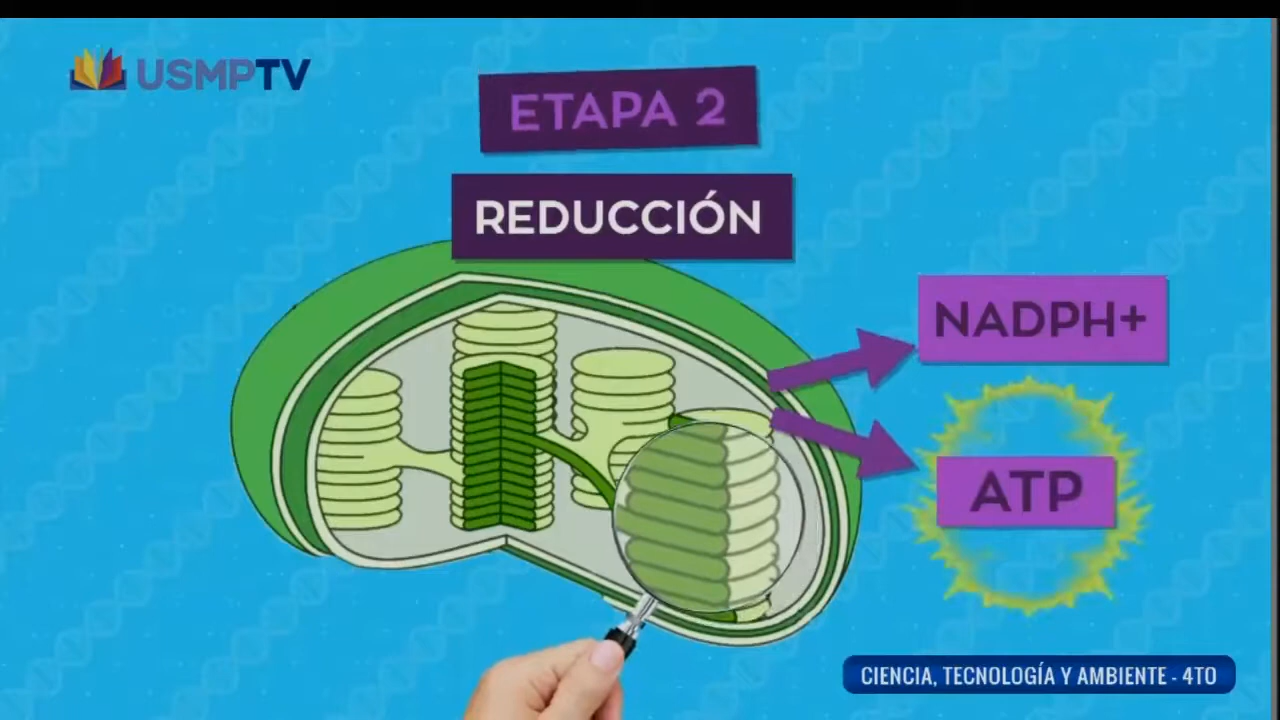 USMPTV
ETAPA 2
REDUCCIÓN
NADPH+
ATP
CIENCIA, TECNOLOGÍA Y AMBIENTE - 4TO